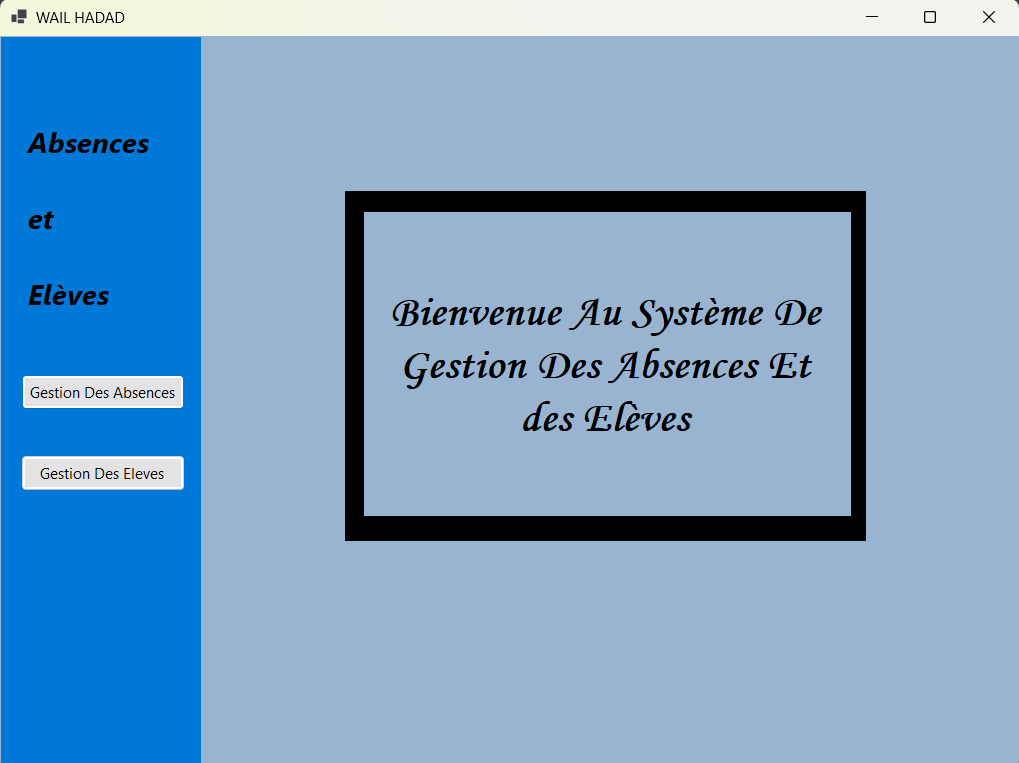 WAIL HADAD
Absences
et
Elèves
Gestion Des Absences
Gestion Des Eleves
Bienvenue Au Système De
Gestion Des Absences Et
des Elèves